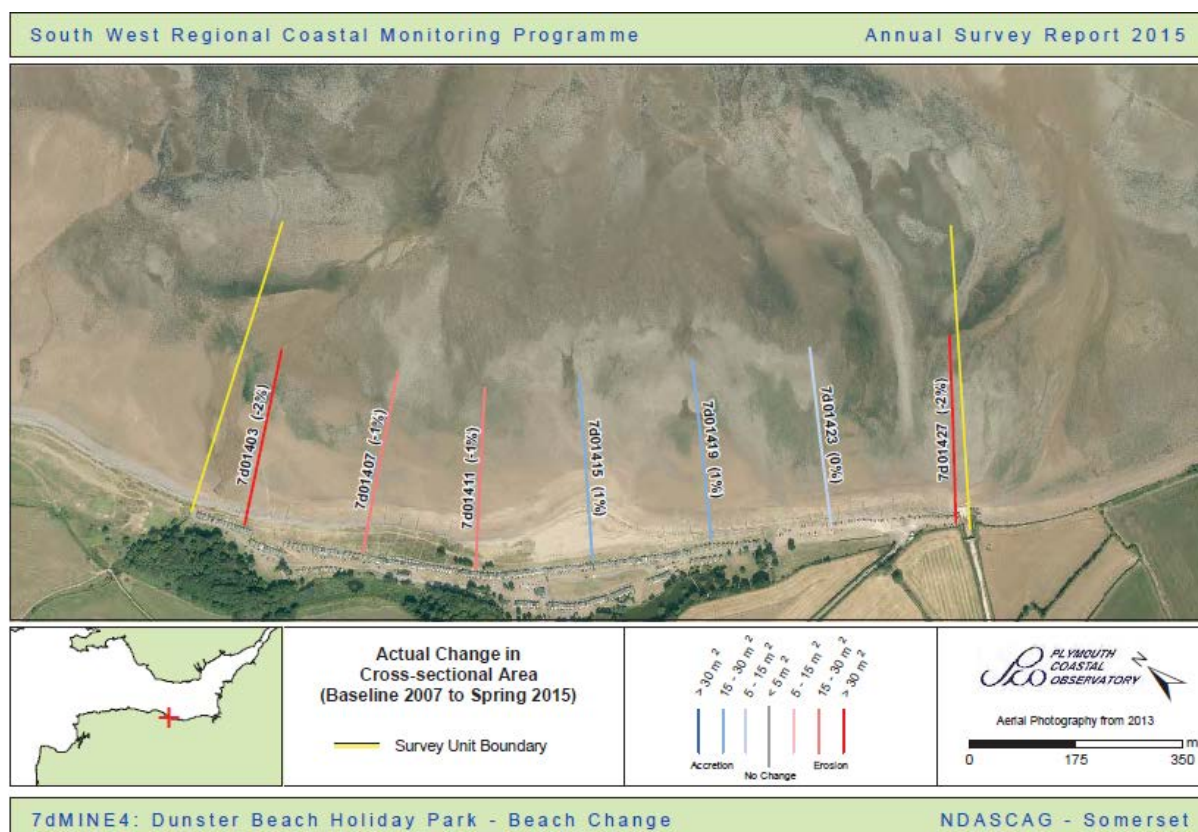 South West Regional Coastal Monitoring Programme
Annual Survey Report 2015
7d01403 (-2%)
7d01407 (-1%)
7d01411 (-1%)
7d01415 (1%)
7d01419 (1%)
7d01423 (0%)
7d01427 (-2%)
Actual Change in
Cross-sectional Area
(Baseline 2007 to Spring 2015)
Survey Unit Boundary
> 30 m²
15 - 30 m²
5 - 15 m²
< 5 m²
5 - 15 m²
15 - 30 m²
> 30 m²
Accretion
No Change
Erosion
PLYMOUTH
COASTAL
OBSERVATORY
N
Aerial Photography from 2013
m
0 175 350
7dMINE4: Dunster Beach Holiday Park - Beach Change
NDASCAG - Somerset